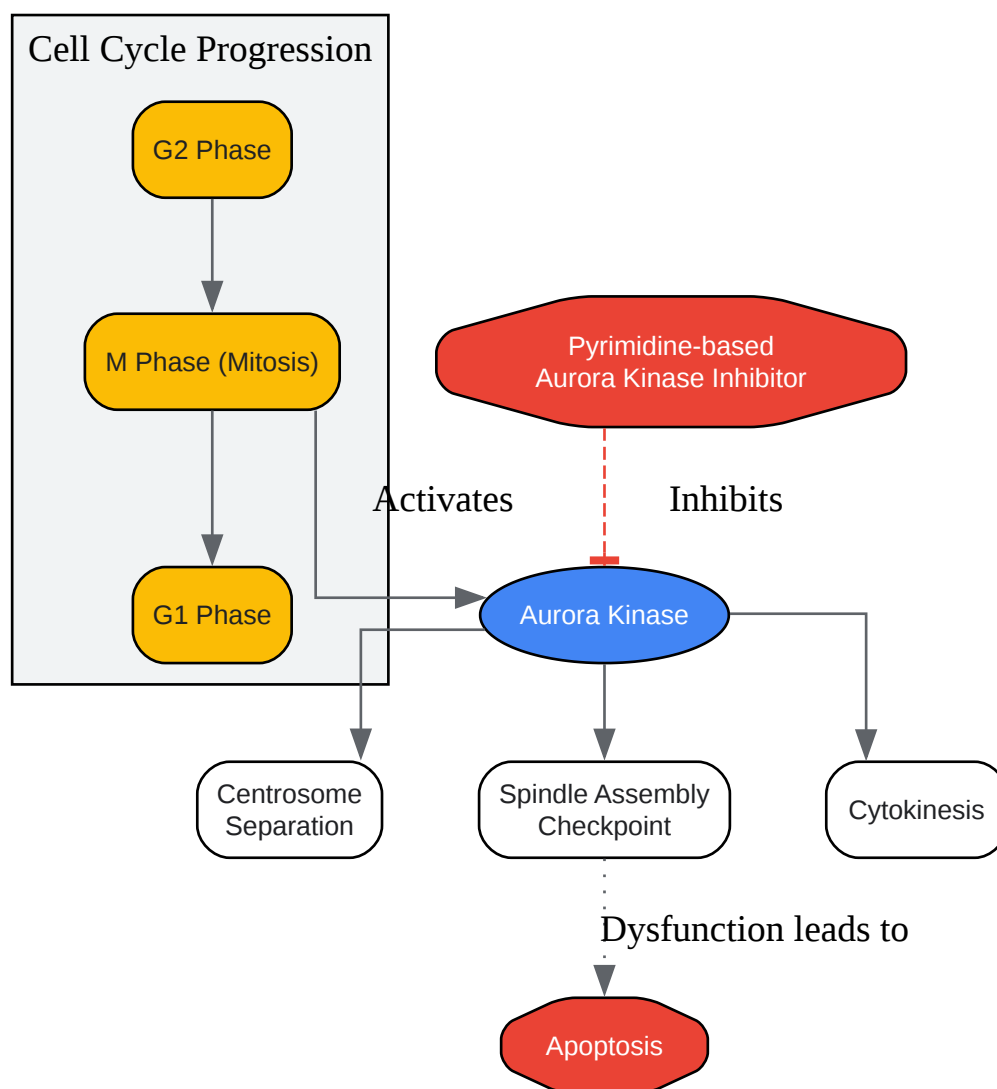 Cell Cycle Progression
G2 Phase
M Phase (Mitosis)
Pyrimidine-based
Aurora Kinase Inhibitor
Activates
Inhibits
G1 Phase
Aurora Kinase
Centrosome
Separation
Spindle Assembly
Checkpoint
Cytokinesis
Dysfunction leads to
Apoptosis